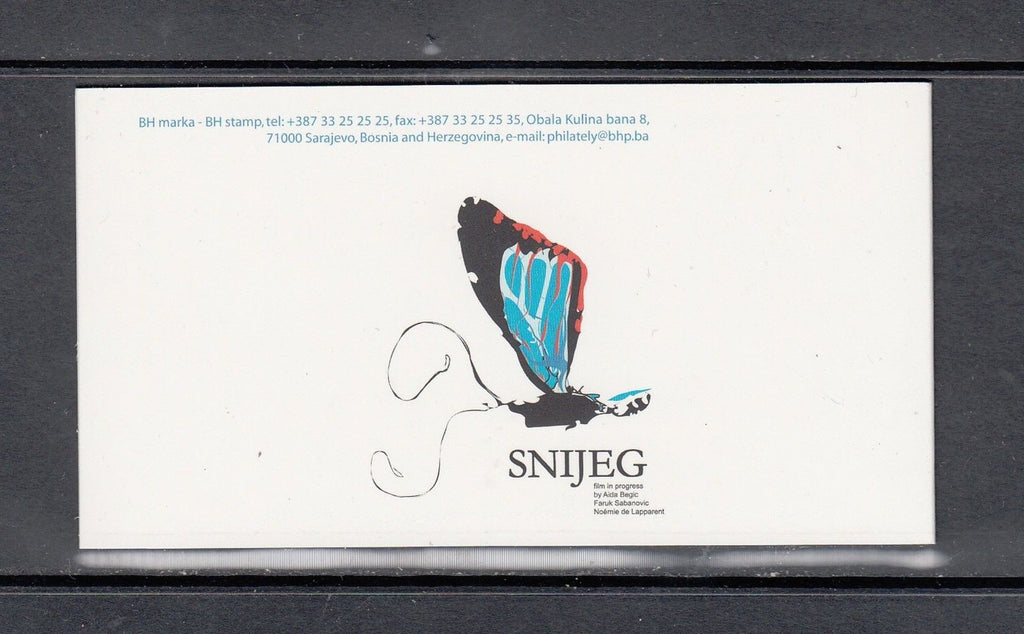 BH marka - BH stamp, tel: +387 33 25 25 25, fax: +387 33 25 25 35, Obala Kulina bana 8,
71000 Sarajevo, Bosnia and Herzegovina, e-mail: philately@bhp.ba
SNIJEG
film in progress
by Aida Begic
Faruk Sabanovic
Noémie de Lapparent